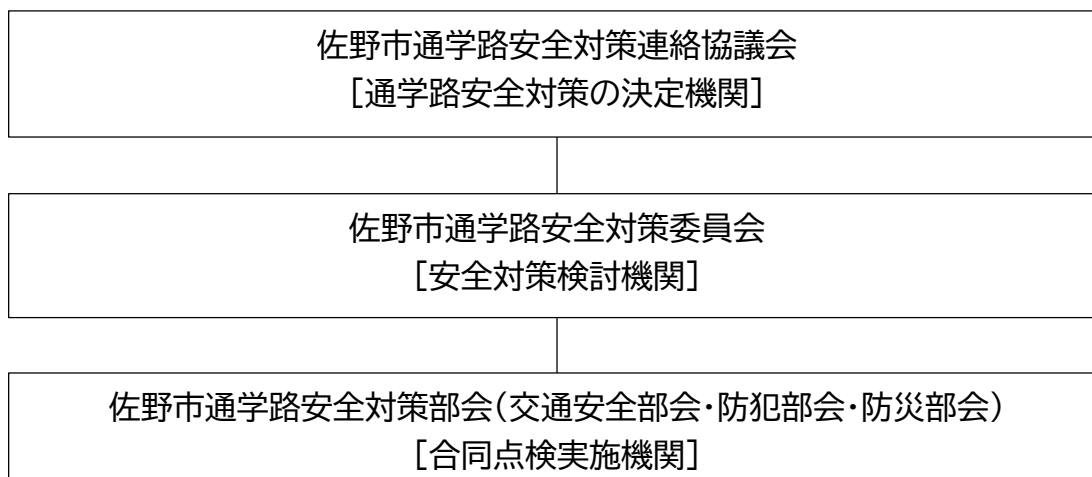 佐野市通学路安全対策連絡協議会
[通学路安全対策の決定機関]
佐野市通学路安全対策委員会
[安全対策検討機関]
佐野市通学路安全対策部会(交通安全部会・防犯部会・防災部会)
[合同点検実施機関]